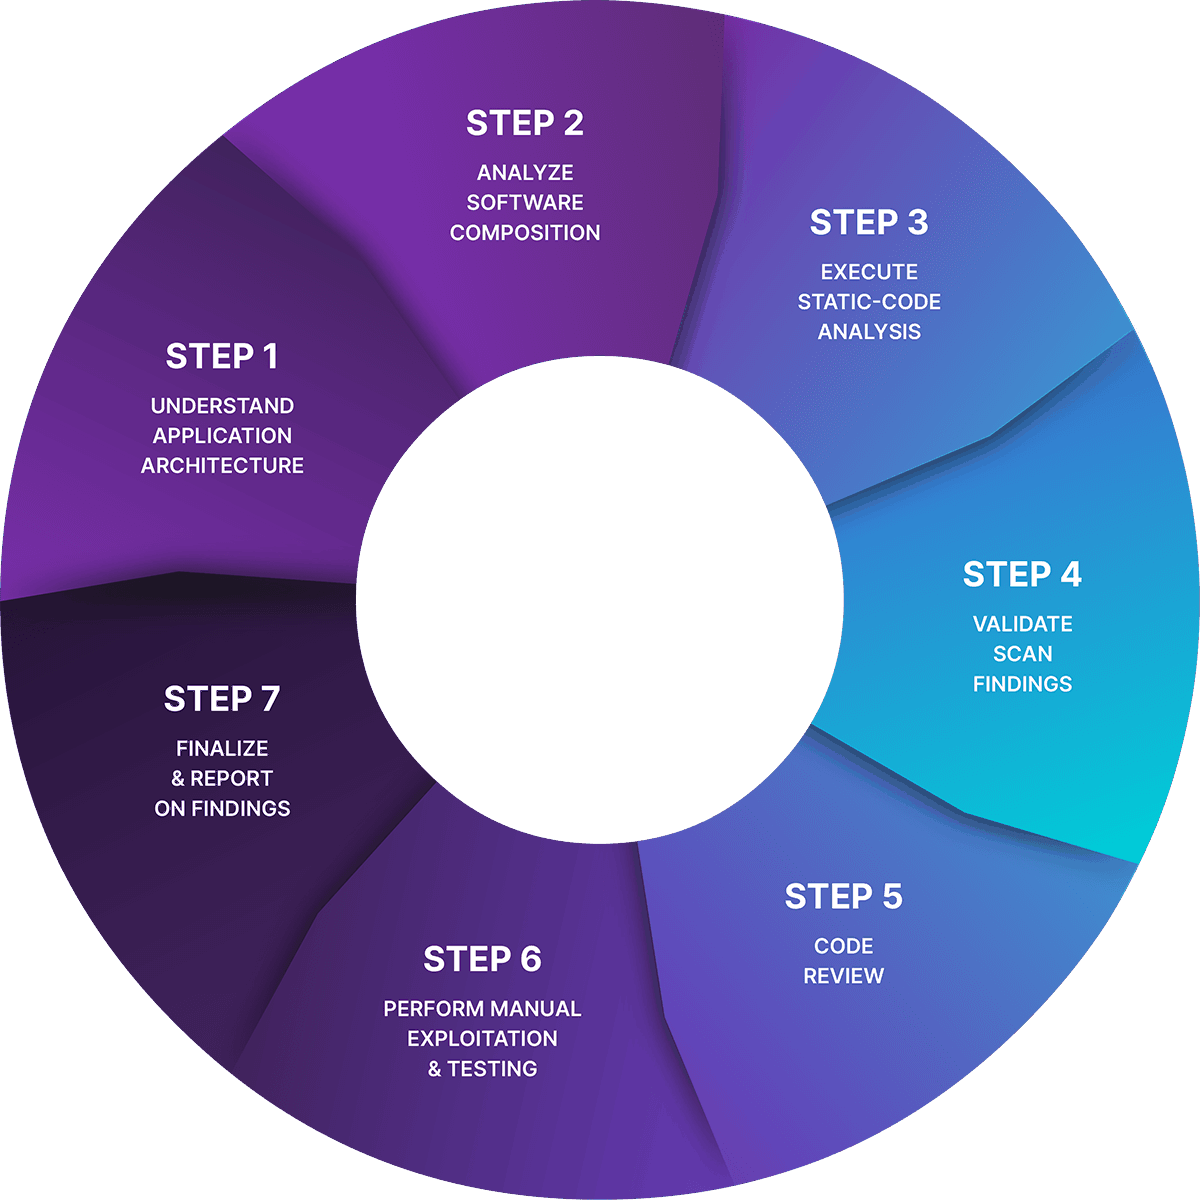 STEP 1
UNDERSTAND
APPLICATION
ARCHITECTURE
STEP 2
ANALYZE
SOFTWARE
COMPOSITION
STEP 3
EXECUTE
STATIC-CODE
ANALYSIS
STEP 4
VALIDATE
SCAN
FINDINGS
STEP 5
CODE
REVIEW
STEP 6
PERFORM MANUAL
EXPLOITATION
& TESTING
STEP 7
FINALIZE
& REPORT
ON FINDINGS